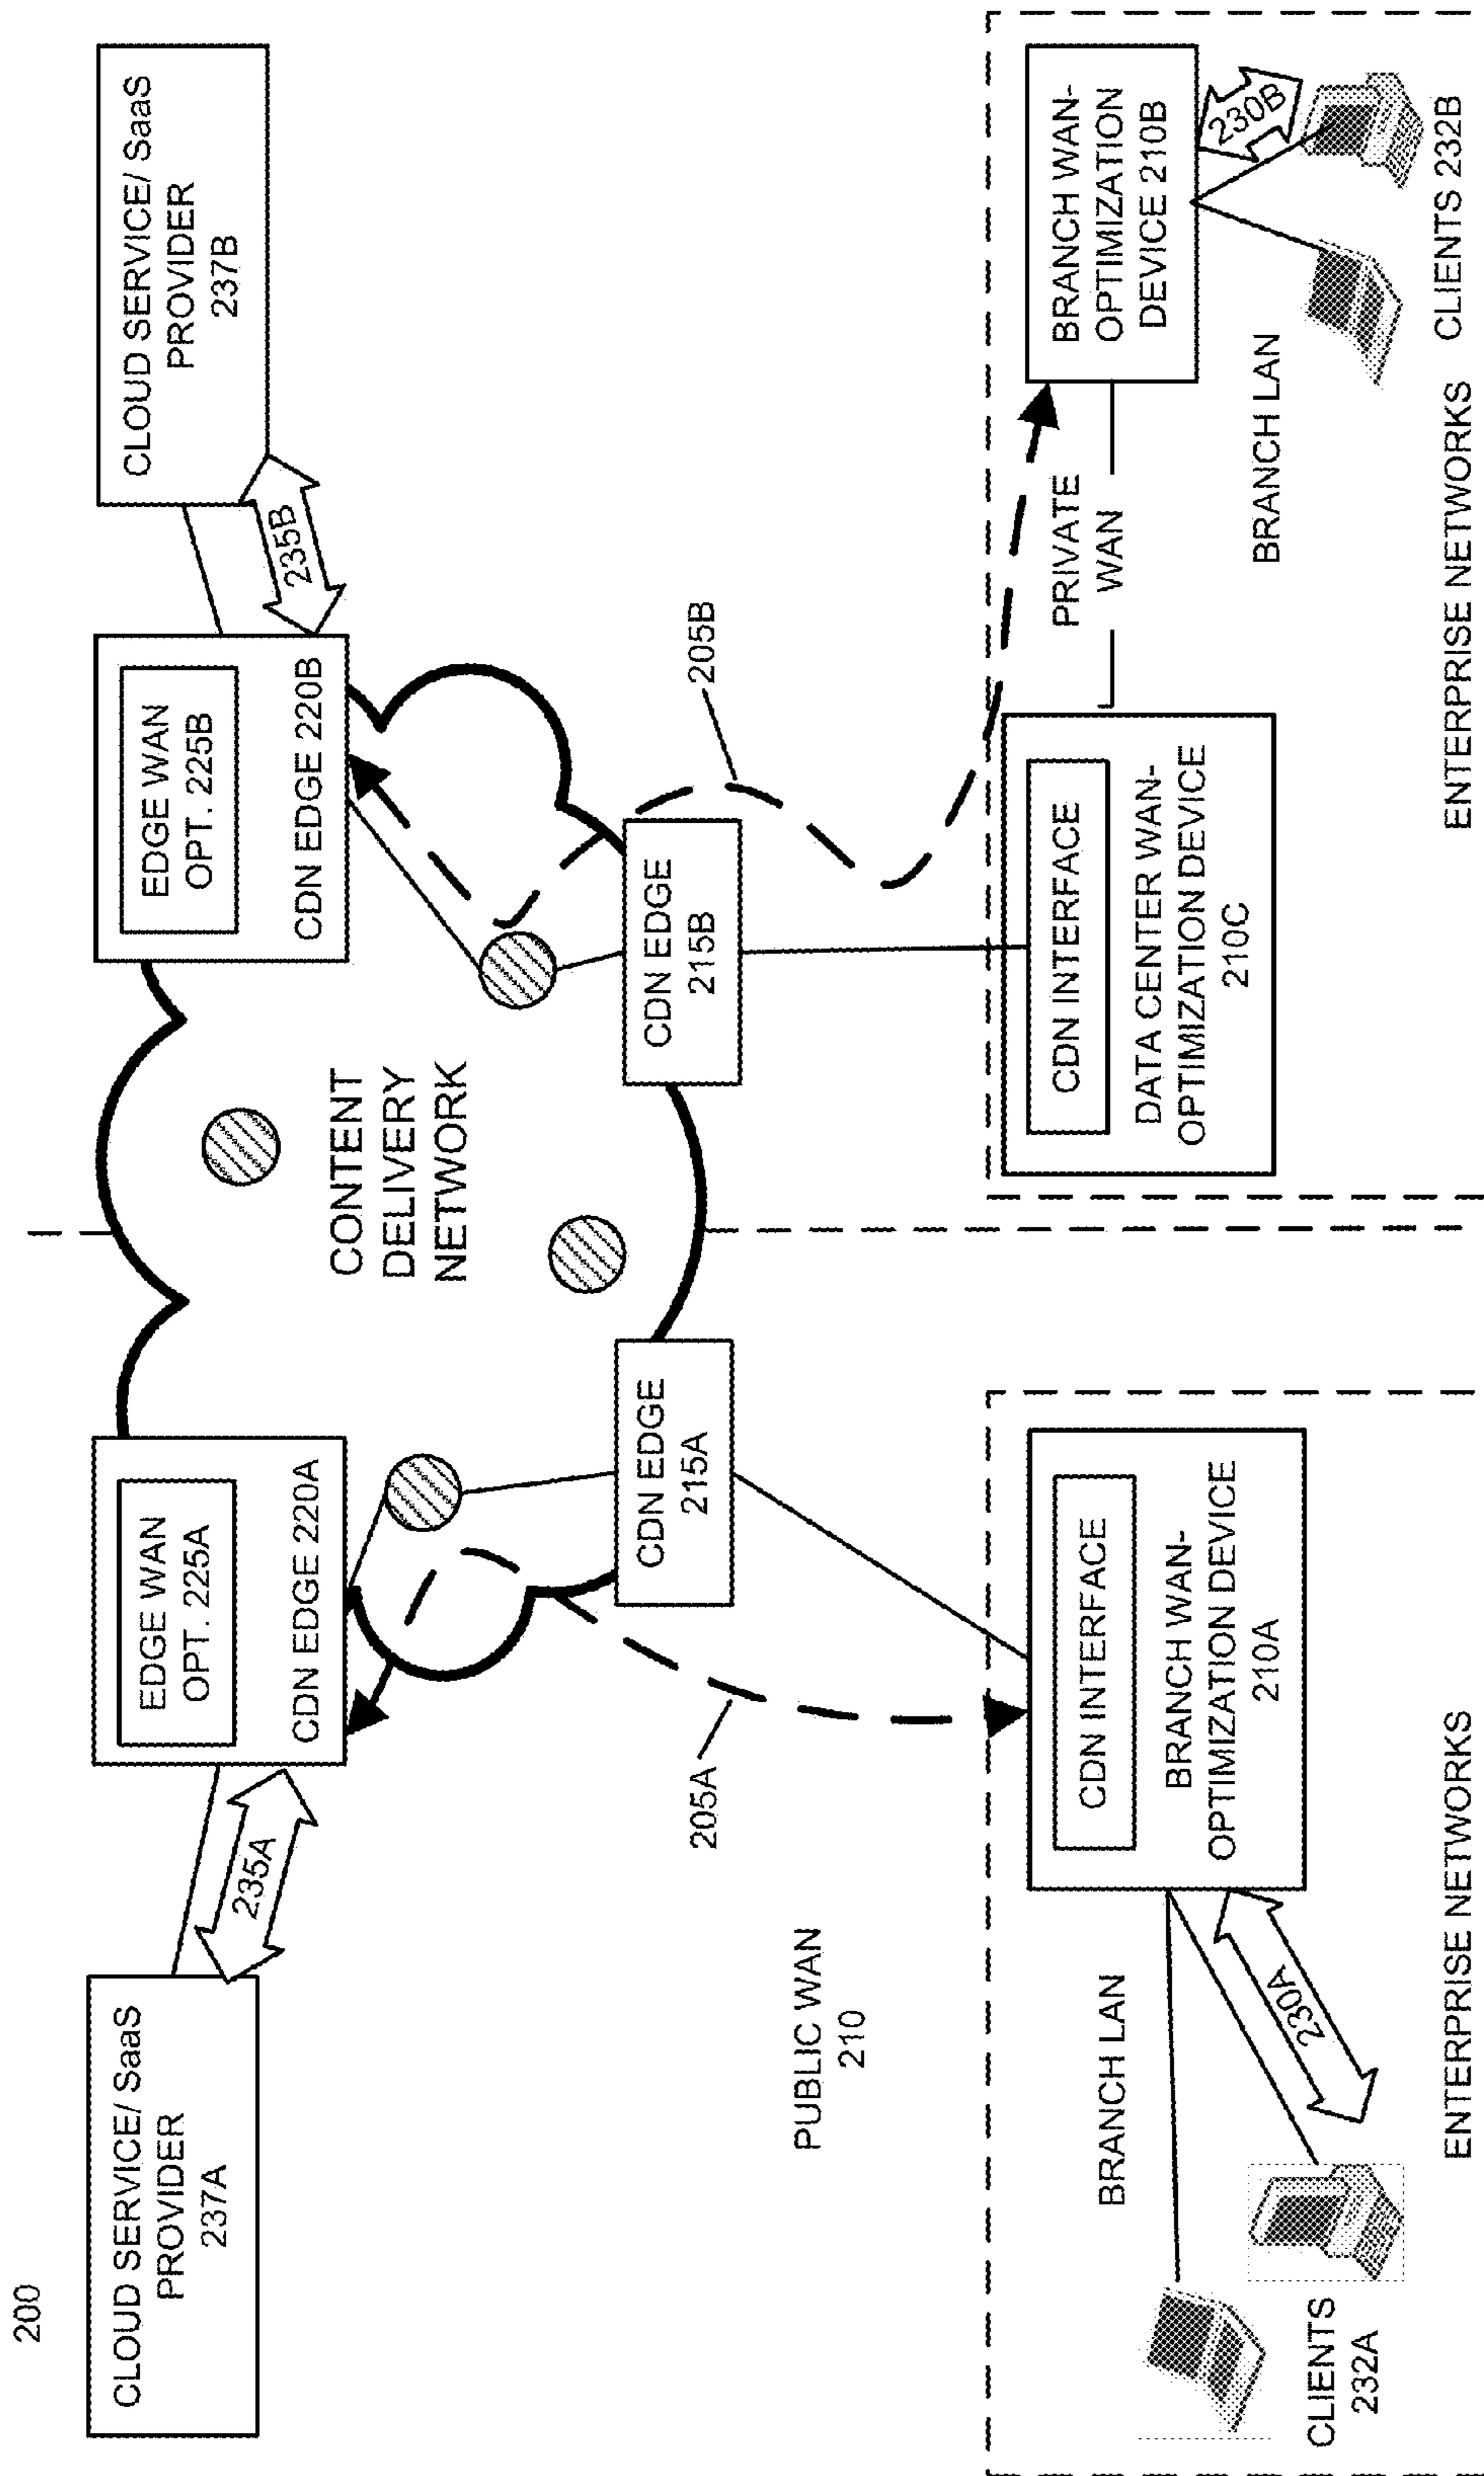 200
CLOUD SERVICE/ SaaS
PROVIDER
237A
235A
EDGE WAN
OPT. 225A
CDN EDGE 220A
CONTENT
DELIVERY
NETWORK
EDGE WAN
OPT. 225B
CDN EDGE 220B
235B
CLOUD SERVICE/ SaaS
PROVIDER
237B
CDN EDGE
215A
CDN EDGE
215B
205A
205B
PUBLIC WAN
210
CDN INTERFACE
BRANCH WAN-
OPTIMIZATION DEVICE
210A
BRANCH LAN
230A
CLIENTS
232A
ENTERPRISE NETWORKS
CDN INTERFACE
DATA CENTER WAN-
OPTIMIZATION DEVICE
210C
PRIVATE
WAN
BRANCH WAN-
OPTIMIZATION
DEVICE 210B
230B
BRANCH LAN
CLIENTS 232B
ENTERPRISE NETWORKS